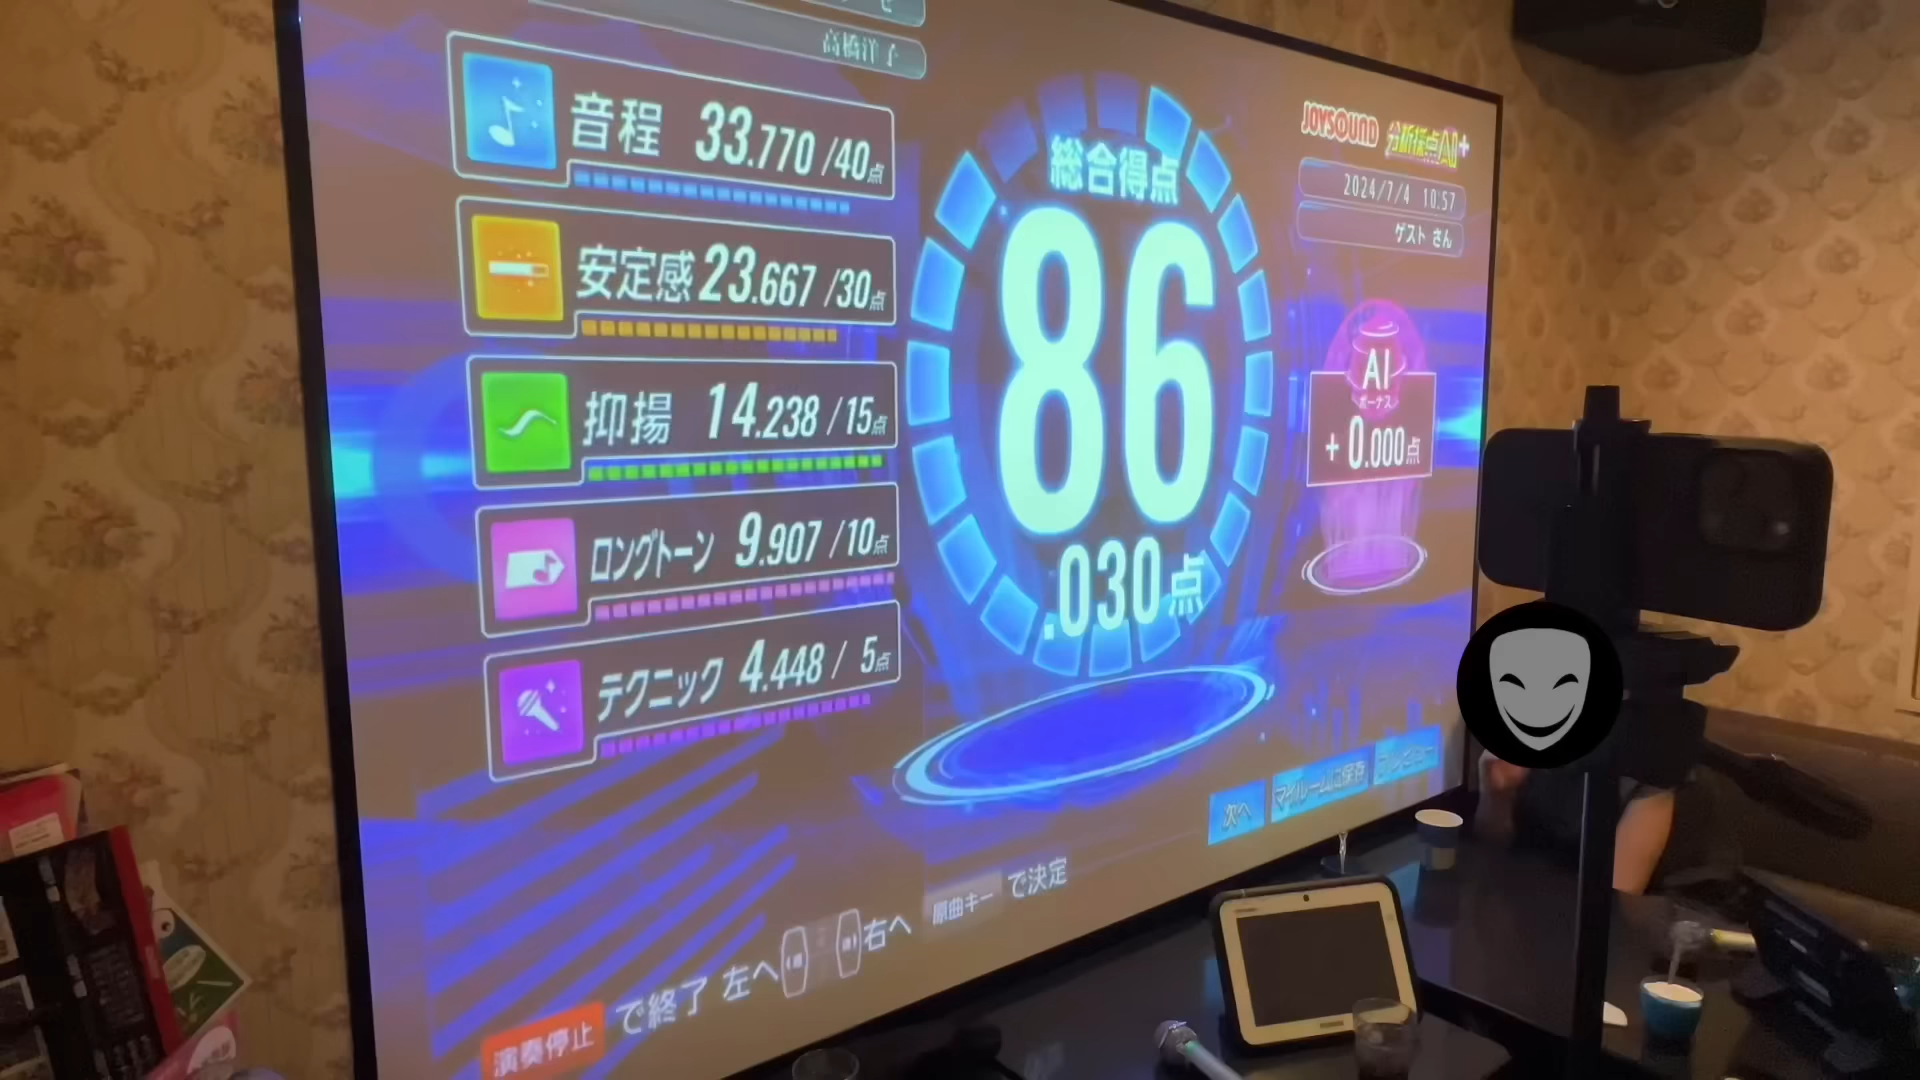 高橋洋子
音程 33.770 /40点
安定感 23.667 /30点
抑揚 14.238 /15点
ロングトーン 9.907 /10点
テクニック 4.448 / 5点
総合得点
86
.030点
JOYSOUND 分析採点AI+
2024/7/4 10:57
ゲスト さん
AI
ボーナス
+ 0.000点
次へ マイルームに保存
演奏停止 で終了 左へ 右へ 原曲キー で決定